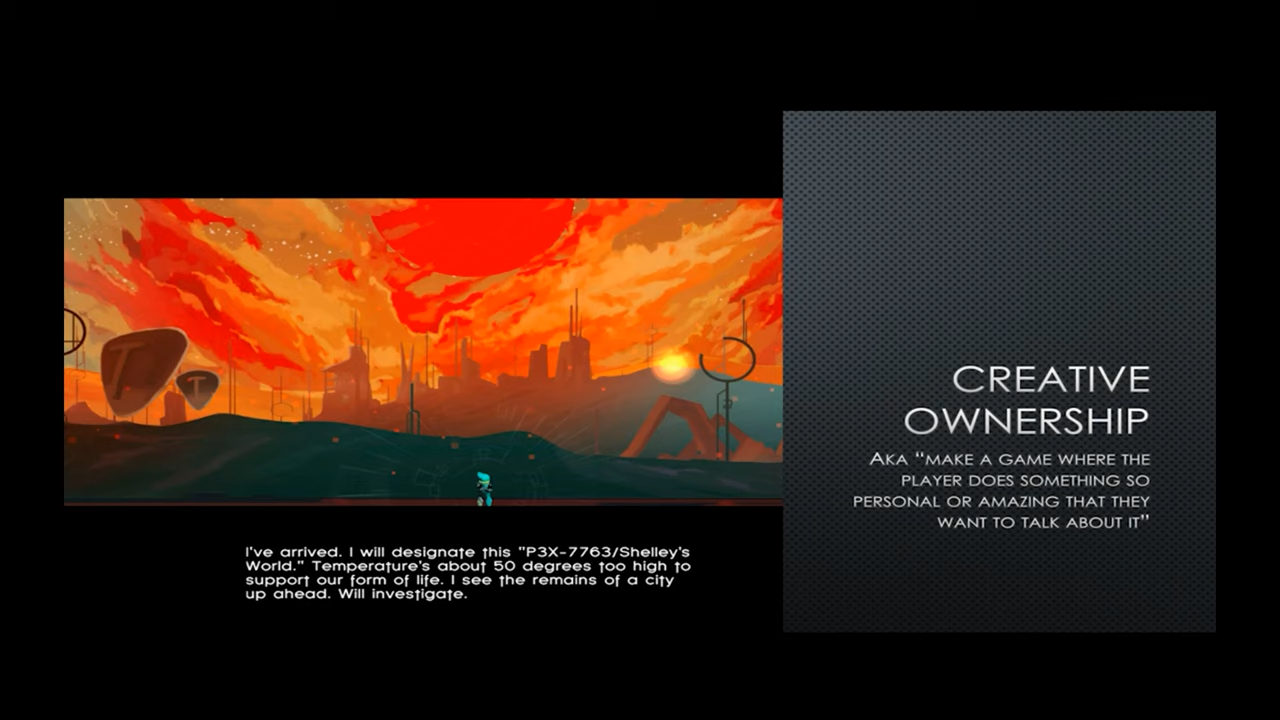 I've arrived. I will designate this "P3X-7763/Shelley's
World." Temperature's about 50 degrees too high to
support our form of life. I see the remains of a city
up ahead. Will investigate.
CREATIVE
OWNERSHIP
AKA “MAKE A GAME WHERE THE
PLAYER DOES SOMETHING SO
PERSONAL OR AMAZING THAT THEY
WANT TO TALK ABOUT IT”